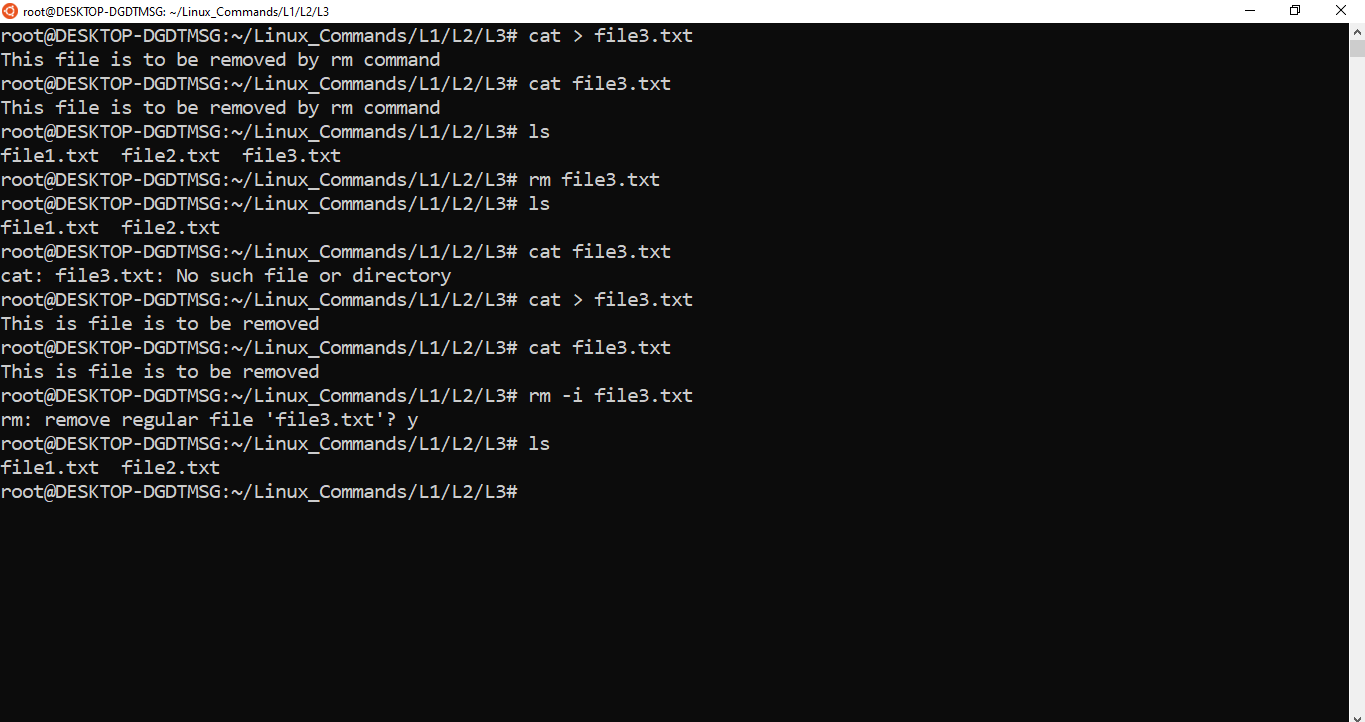 root@DESKTOP-DGDTMSG: ~/Linux_Commands/L1/L2/L3
root@DESKTOP-DGDTMSG:~/Linux_Commands/L1/L2/L3# cat > file3.txt
This file is to be removed by rm command
root@DESKTOP-DGDTMSG:~/Linux_Commands/L1/L2/L3# cat file3.txt
This file is to be removed by rm command
root@DESKTOP-DGDTMSG:~/Linux_Commands/L1/L2/L3# ls
file1.txt  file2.txt  file3.txt
root@DESKTOP-DGDTMSG:~/Linux_Commands/L1/L2/L3# rm file3.txt
root@DESKTOP-DGDTMSG:~/Linux_Commands/L1/L2/L3# ls
file1.txt  file2.txt
root@DESKTOP-DGDTMSG:~/Linux_Commands/L1/L2/L3# cat file3.txt
cat: file3.txt: No such file or directory
root@DESKTOP-DGDTMSG:~/Linux_Commands/L1/L2/L3# cat > file3.txt
This is file is to be removed
root@DESKTOP-DGDTMSG:~/Linux_Commands/L1/L2/L3# cat file3.txt
This is file is to be removed
root@DESKTOP-DGDTMSG:~/Linux_Commands/L1/L2/L3# rm -i file3.txt
rm: remove regular file 'file3.txt'? y
root@DESKTOP-DGDTMSG:~/Linux_Commands/L1/L2/L3# ls
file1.txt  file2.txt
root@DESKTOP-DGDTMSG:~/Linux_Commands/L1/L2/L3#